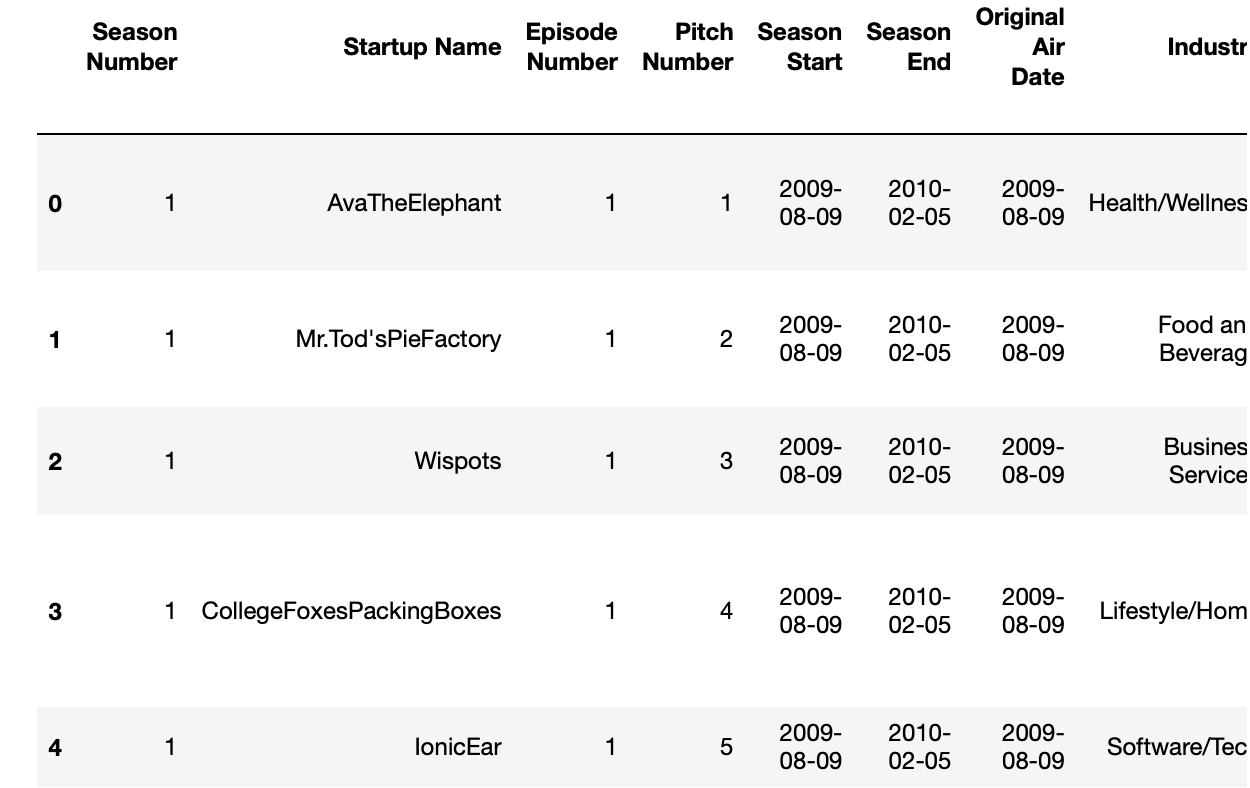 Season Number Startup Name Episode Number Pitch Number Season Start Season End Original Air Date Industr
0 1 AvaTheElephant 1 1 2009-08-09 2010-02-05 2009-08-09 Health/Wellnes
1 1 Mr.Tod'sPieFactory 1 2 2009-08-09 2010-02-05 2009-08-09 Food an Beverag
2 1 Wispots 1 3 2009-08-09 2010-02-05 2009-08-09 Busines Service
3 1 CollegeFoxesPackingBoxes 1 4 2009-08-09 2010-02-05 2009-08-09 Lifestyle/Hom
4 1 IonicEar 1 5 2009-08-09 2010-02-05 2009-08-09 Software/Tec